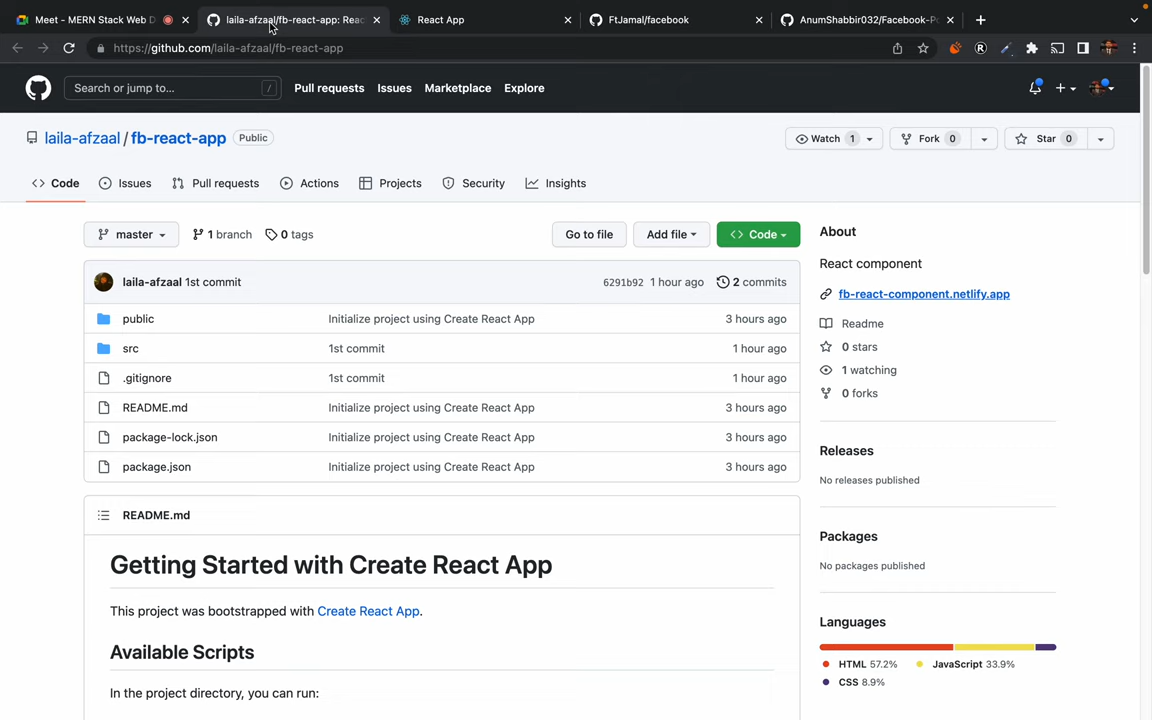 Meet - MERN Stack Web D
laila-afzaal/fb-react-app: Reac
React App
FtJamal/facebook
AnumShabbir032/Facebook-Po
https://github.com/laila-afzaal/fb-react-app
Search or jump to... /
Pull requests
Issues
Marketplace
Explore
laila-afzaal / fb-react-app Public
Watch 1
Fork 0
Star 0
Code
Issues
Pull requests
Actions
Projects
Security
Insights
master
1 branch
0 tags
Go to file
Add file
Code
laila-afzaal 1st commit 6291b92 1 hour ago 2 commits
public Initialize project using Create React App 3 hours ago
src 1st commit 1 hour ago
.gitignore 1st commit 1 hour ago
README.md Initialize project using Create React App 3 hours ago
package-lock.json Initialize project using Create React App 3 hours ago
package.json Initialize project using Create React App 3 hours ago
README.md
Getting Started with Create React App
This project was bootstrapped with Create React App.
Available Scripts
In the project directory, you can run:
About
React component
fb-react-component.netlify.app
Readme
0 stars
1 watching
0 forks
Releases
No releases published
Packages
No packages published
Languages
HTML 57.2% JavaScript 33.9%
CSS 8.9%